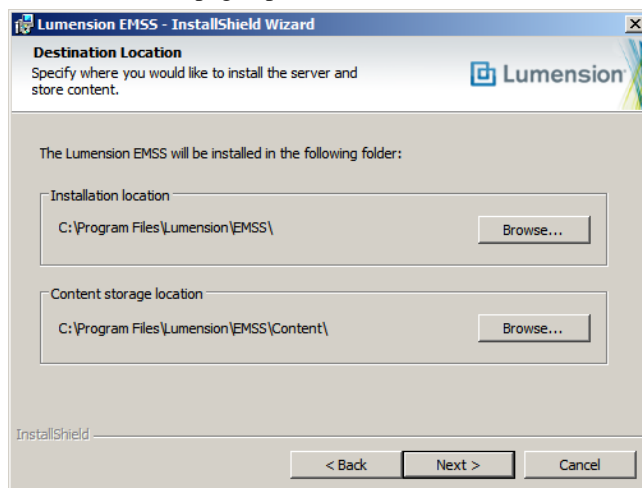 Lumension EMSS - InstallShield Wizard
Destination Location
Specify where you would like to install the server and
store content.
Lumension
The Lumension EMSS will be installed in the following folder:
Installation location
C:\Program Files\Lumension\EMSS\
Browse...
Content storage location
C:\Program Files\Lumension\EMSS\Content\
Browse...
InstallShield
< Back
Next >
Cancel